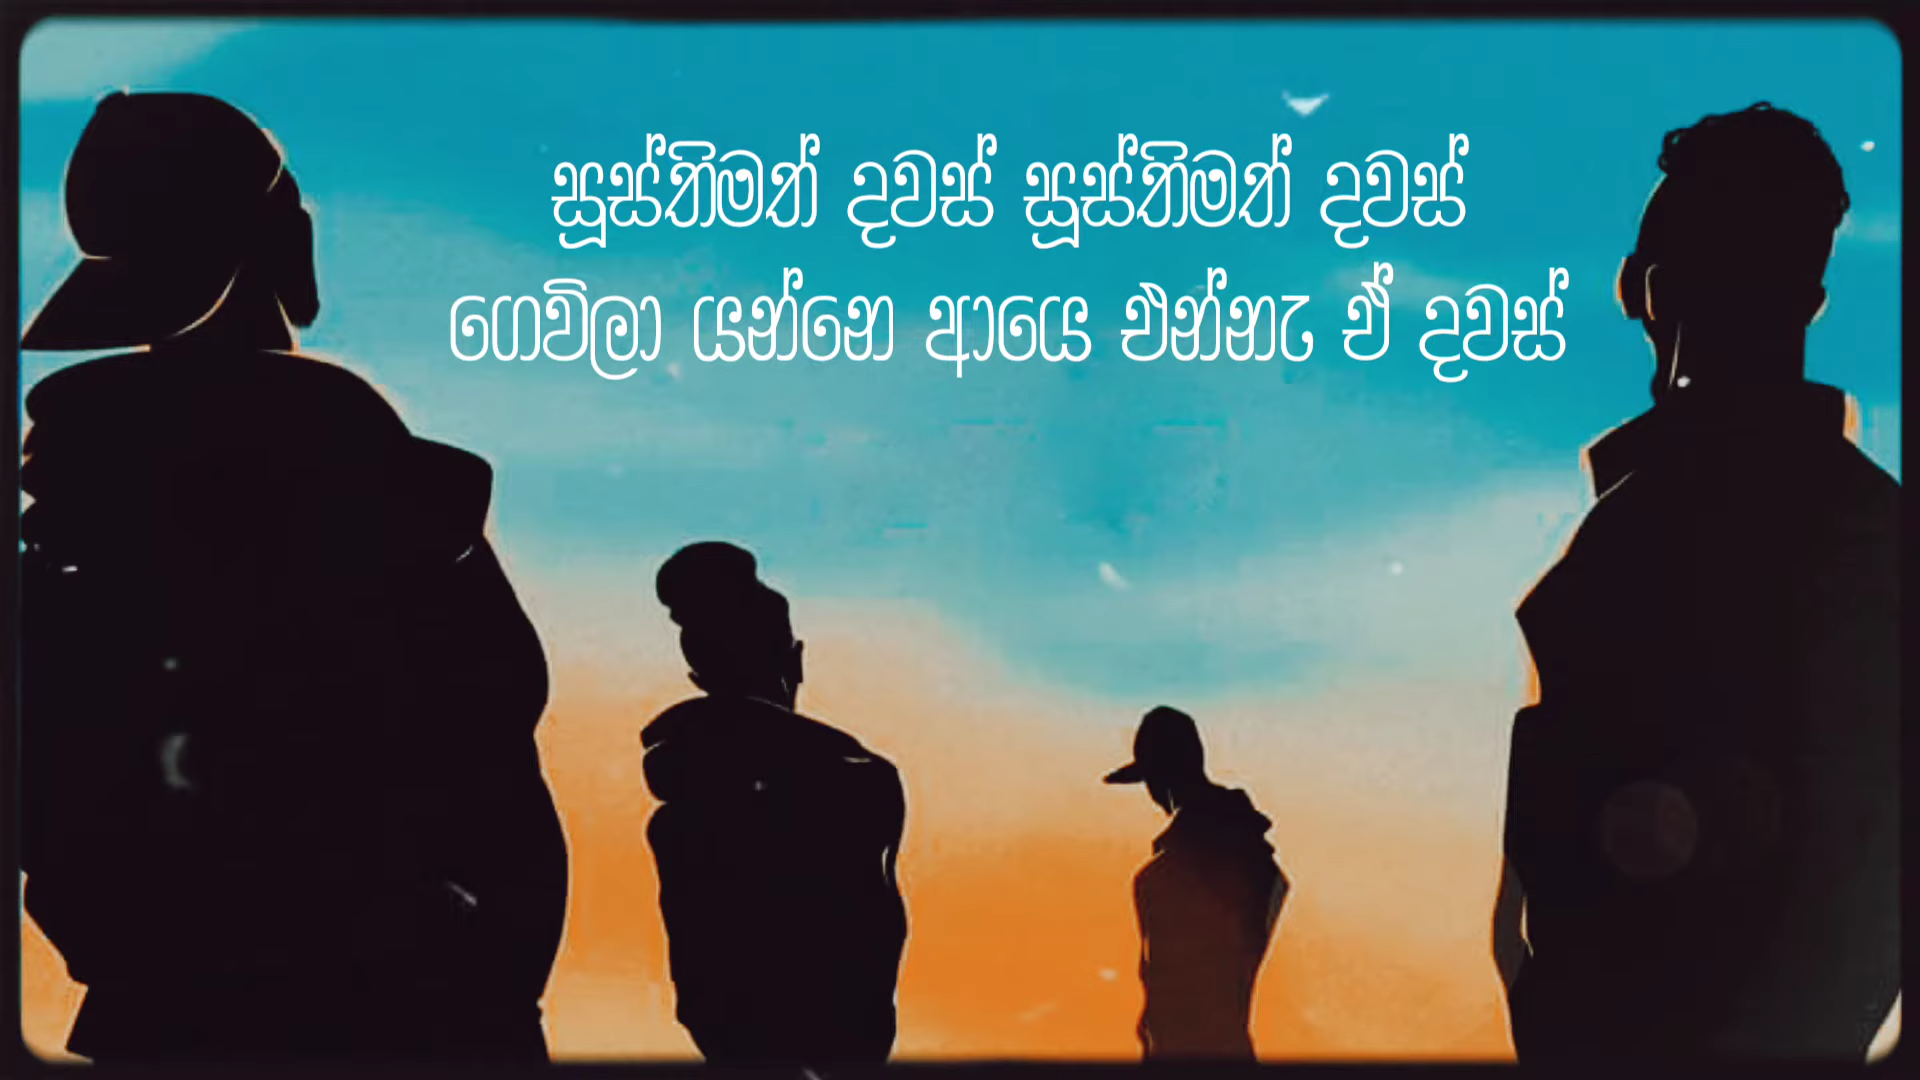 සූස්තිමත් දවස් සූස්තිමත් දවස්
ගෙවිලා යන්නෙ ආයෙ එන්නැ ඒ දවස්